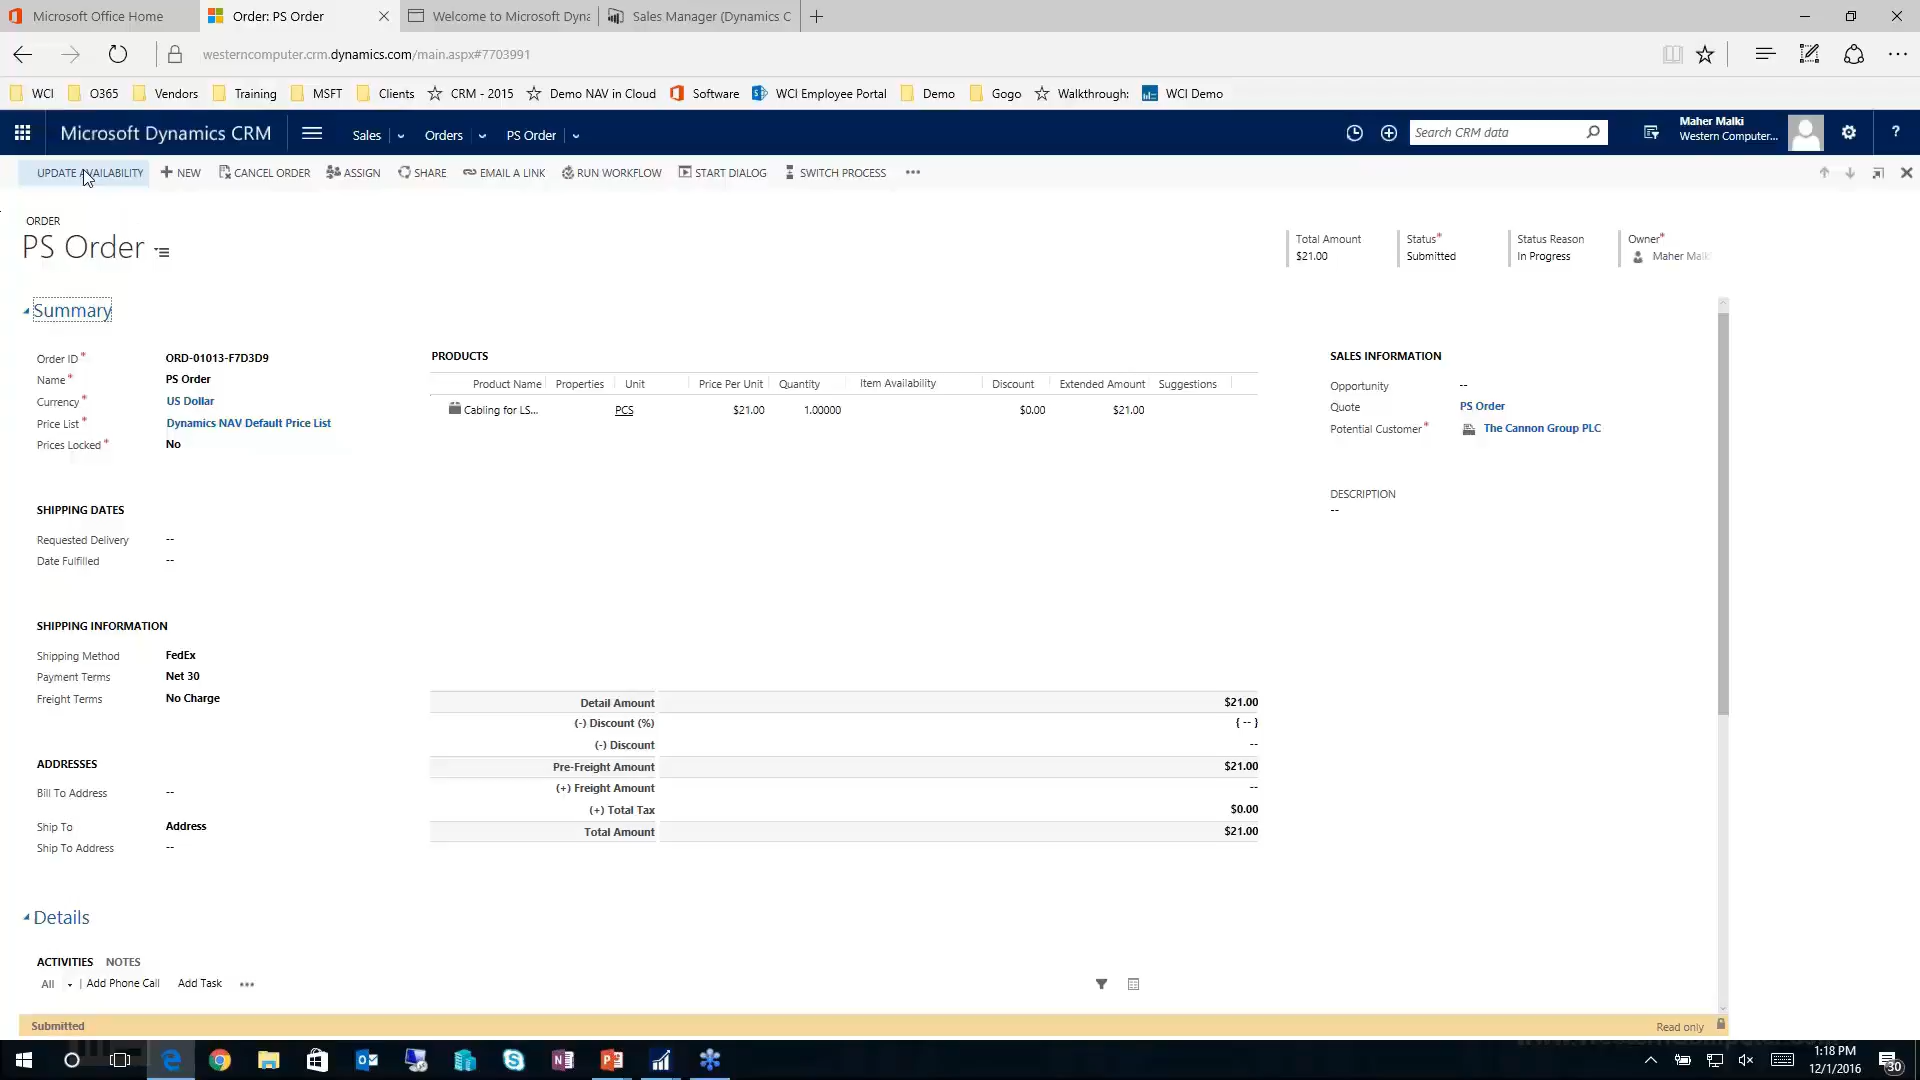 Microsoft Office Home
Order: PS Order
Welcome to Microsoft Dyna
Sales Manager (Dynamics C
westerncomputer.crm.dynamics.com/main.aspx#7703991
WCI O365 Vendors Training MSFT Clients CRM - 2015 Demo NAV in Cloud Software WCI Employee Portal Demo Gogo Walkthrough: WCI Demo
Microsoft Dynamics CRM Sales Orders PS Order Search CRM data
Maher Malki
Western Computer...
?
UPDATE AVAILABILITY NEW CANCEL ORDER ASSIGN SHARE EMAIL A LINK RUN WORKFLOW START DIALOG SWITCH PROCESS •••
ORDER
PS Order
Total Amount Status* Status Reason Owner*
$21.00 Submitted In Progress Maher Malki
Summary
Order ID* ORD-01013-F7D3D9
Name* PS Order
Currency* US Dollar
Price List* Dynamics NAV Default Price List
Prices Locked* No
SHIPPING DATES
Requested Delivery --
Date Fulfilled --
SHIPPING INFORMATION
Shipping Method FedEx
Payment Terms Net 30
Freight Terms No Charge
ADDRESSES
Bill To Address --
Ship To Address
Ship To Address --
PRODUCTS
Product Name Properties Unit Price Per Unit Quantity Item Availability Discount Extended Amount Suggestions
Cabling for LS... PCS $21.00 1.00000 $0.00 $21.00
Detail Amount $21.00
(-) Discount (%) { -- }
(-) Discount --
Pre-Freight Amount $21.00
(+) Freight Amount --
(+) Total Tax $0.00
Total Amount $21.00
SALES INFORMATION
Opportunity --
Quote PS Order
Potential Customer* The Cannon Group PLC
DESCRIPTION
--
Details
ACTIVITIES NOTES
All | Add Phone Call Add Task •••
Submitted Read only
1:18 PM
12/1/2016
30